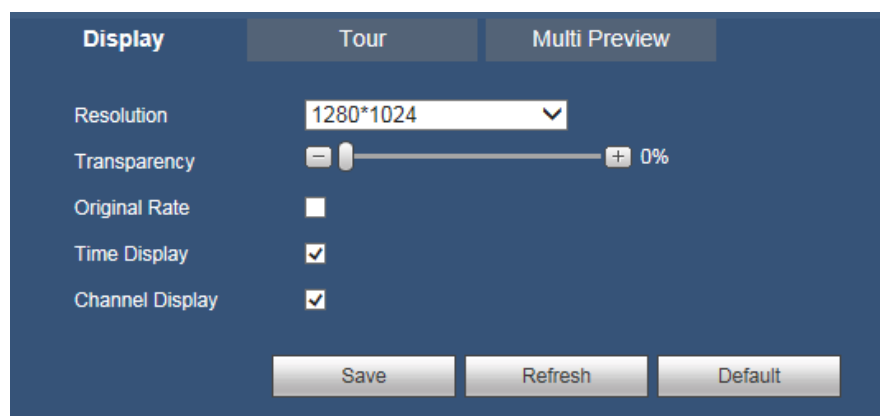 Display Tour Multi Preview
Resolution 1280*1024
Transparency 0%
Original Rate
Time Display
Channel Display
Save Refresh Default